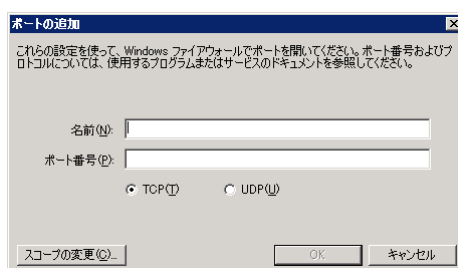 ポートの追加
これらの設定を使って、Windows ファイアウォールでポートを開いてください。ポート番号およびプ
ロトコルについては、使用するプログラムまたはサービスのドキュメントを参照してください。
名前(N):
ポート番号(P):
TCP(T) UDP(U)
スコープの変更(C)... OK キャンセル